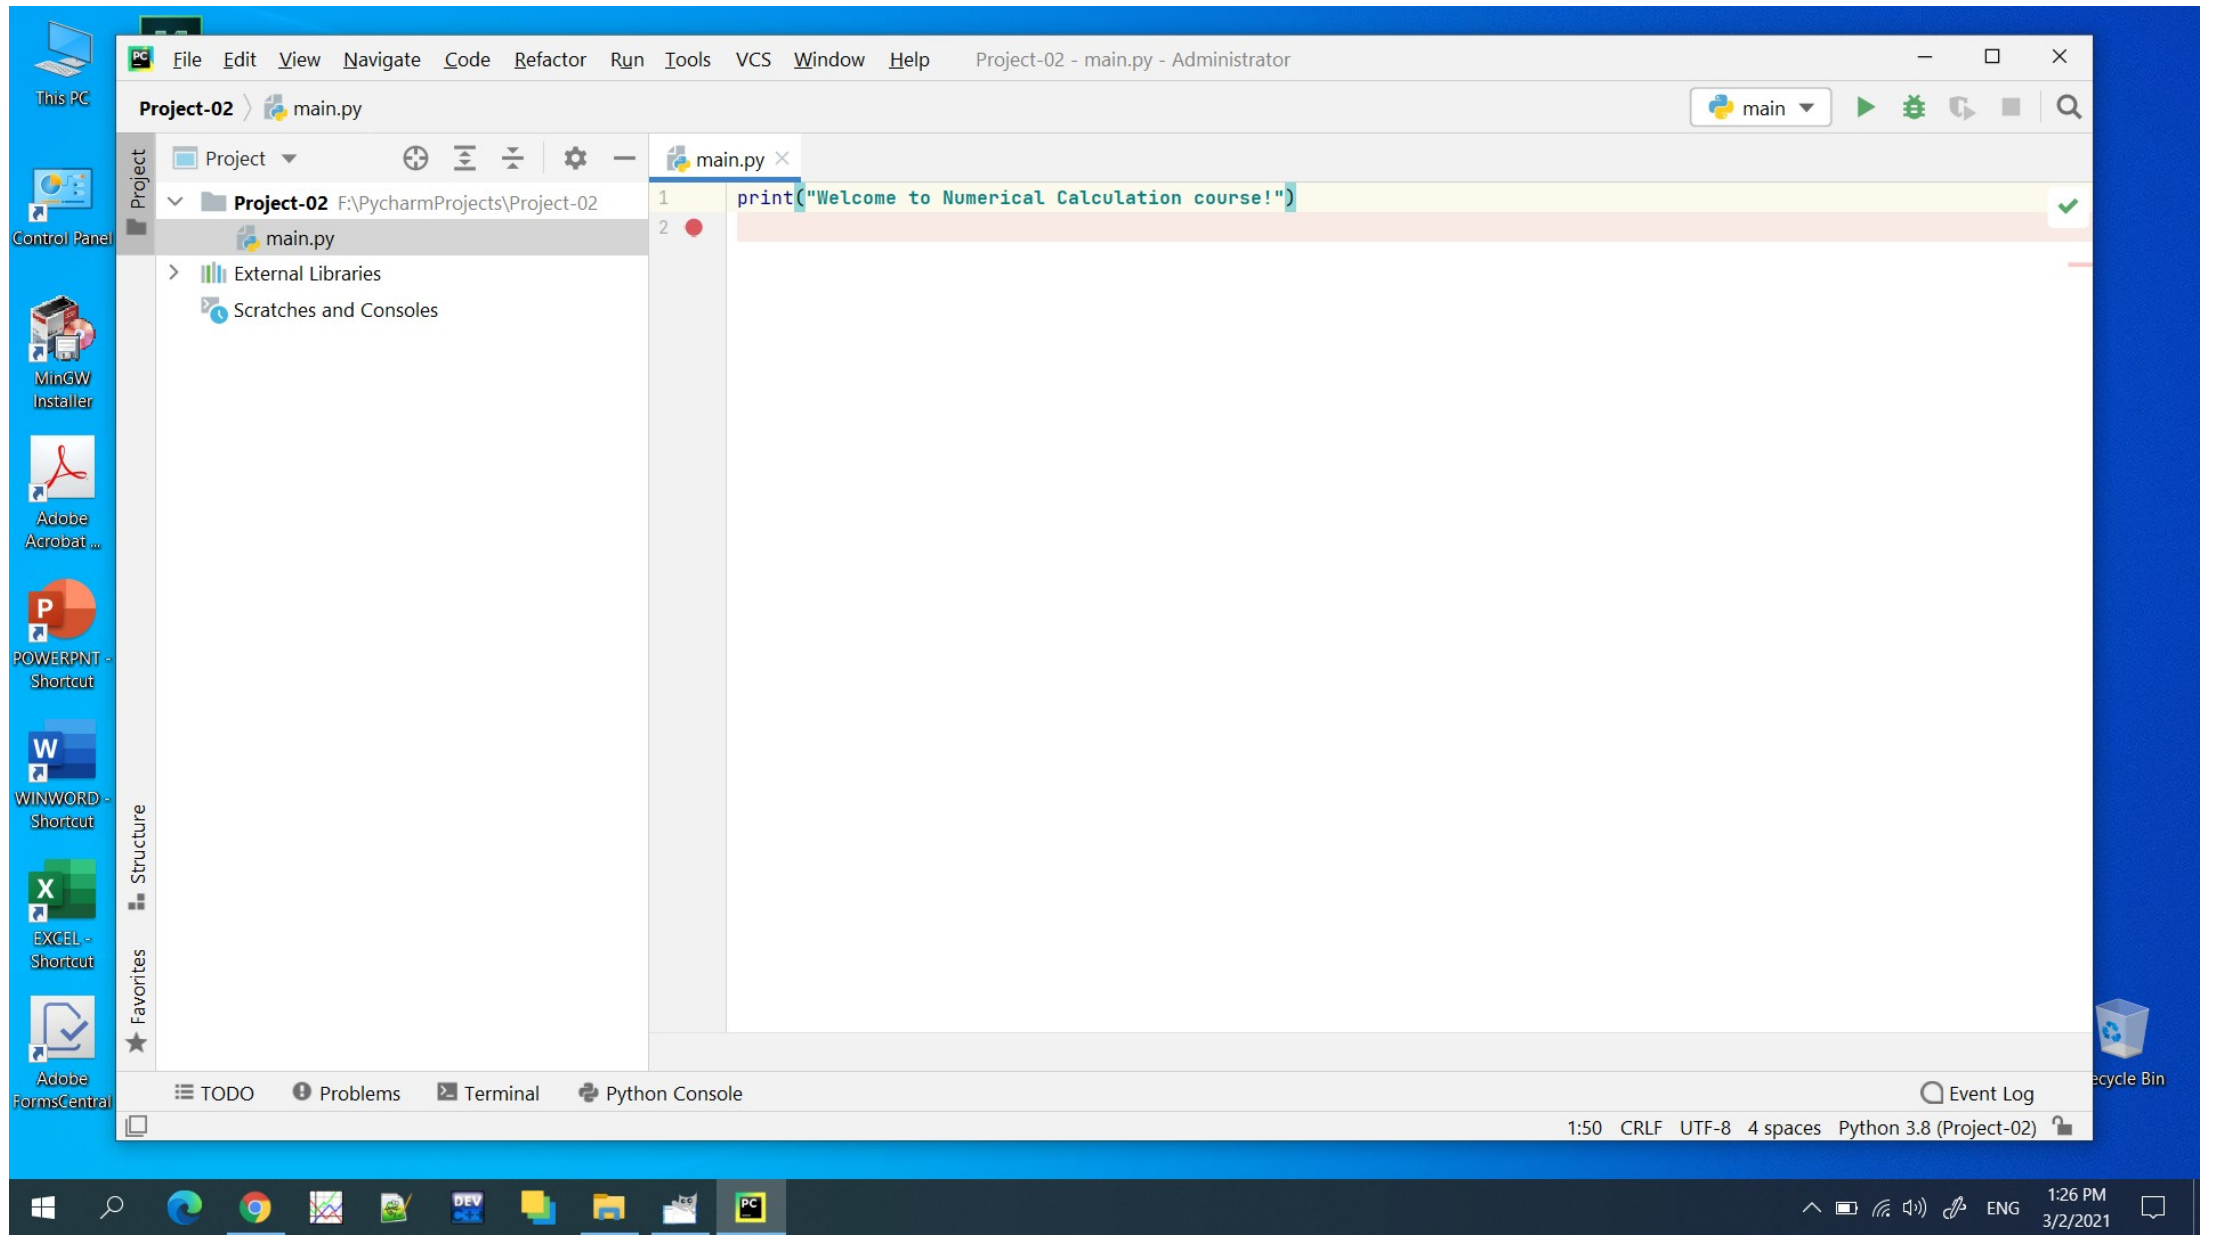 This PC
Control Panel
MinGW
Installer
Adobe
Acrobat ...
POWERPNT -
Shortcut
WINWORD -
Shortcut
EXCEL -
Shortcut
Adobe
FormsCentral
PC File Edit View Navigate Code Refactor Run Tools VCS Window Help Project-02 - main.py - Administrator
Project-02 main.py main
Project
Project
main.py
Project-02 F:\PycharmProjects\Project-02
main.py
External Libraries
Scratches and Consoles
1 print("Welcome to Numerical Calculation course!")
2
Structure
Favorites
TODO Problems Terminal Python Console Event Log
1:50 CRLF UTF-8 4 spaces Python 3.8 (Project-02)
ecycle Bin
DEV
C++
PC
ENG
1:26 PM
3/2/2021